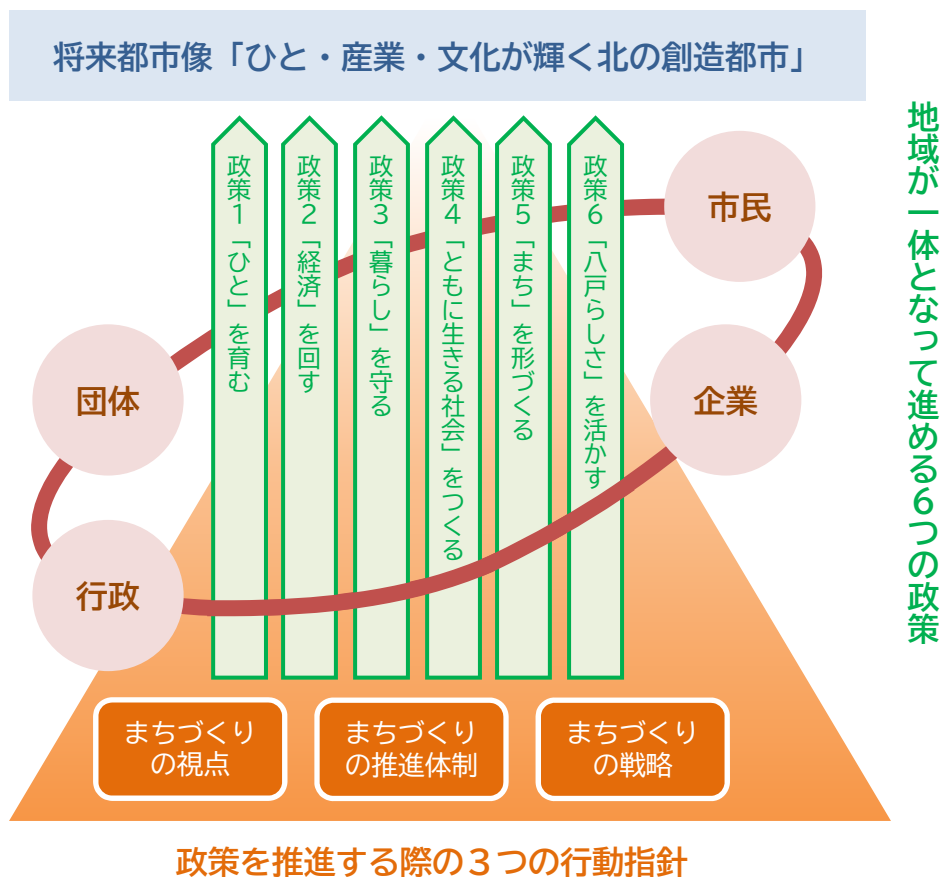 将来都市像「ひと・産業・文化が輝く北の創造都市」
政策１「ひと」を育む
政策２「経済」を回す
政策３「暮らし」を守る
政策４「ともに生きる社会」をつくる
政策５「まち」を形づくる
政策６「八戸らしさ」を活かす
市民
団体
企業
行政
地域が一体となって進める６つの政策
まちづくり
の視点
まちづくり
の推進体制
まちづくり
の戦略
政策を推進する際の３つの行動指針